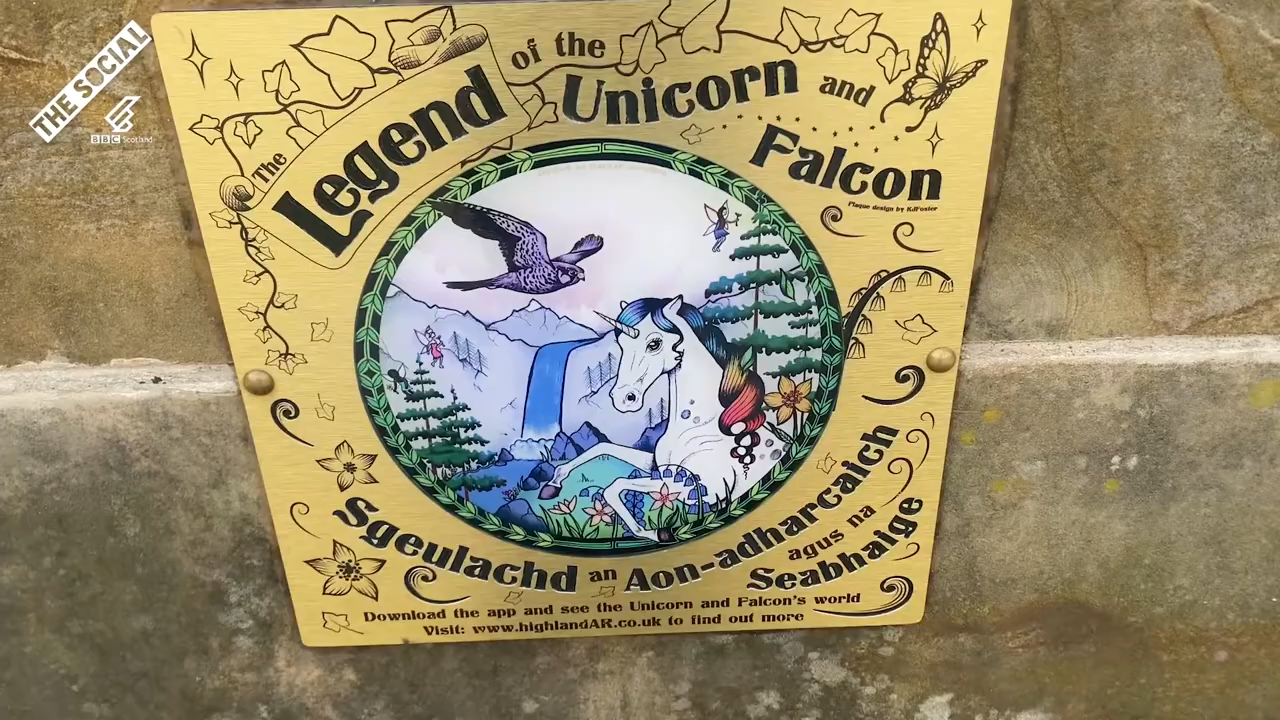 THE SOCIAL
BBC Scotland
The Legend of the Unicorn and
Falcon
Plaque design by KdFoster
Sgeulachd an Aon-adharcaich
agus na
Seabhaige
Download the app and see the Unicorn and Falcon's world
Visit: www.highlandAR.co.uk to find out more